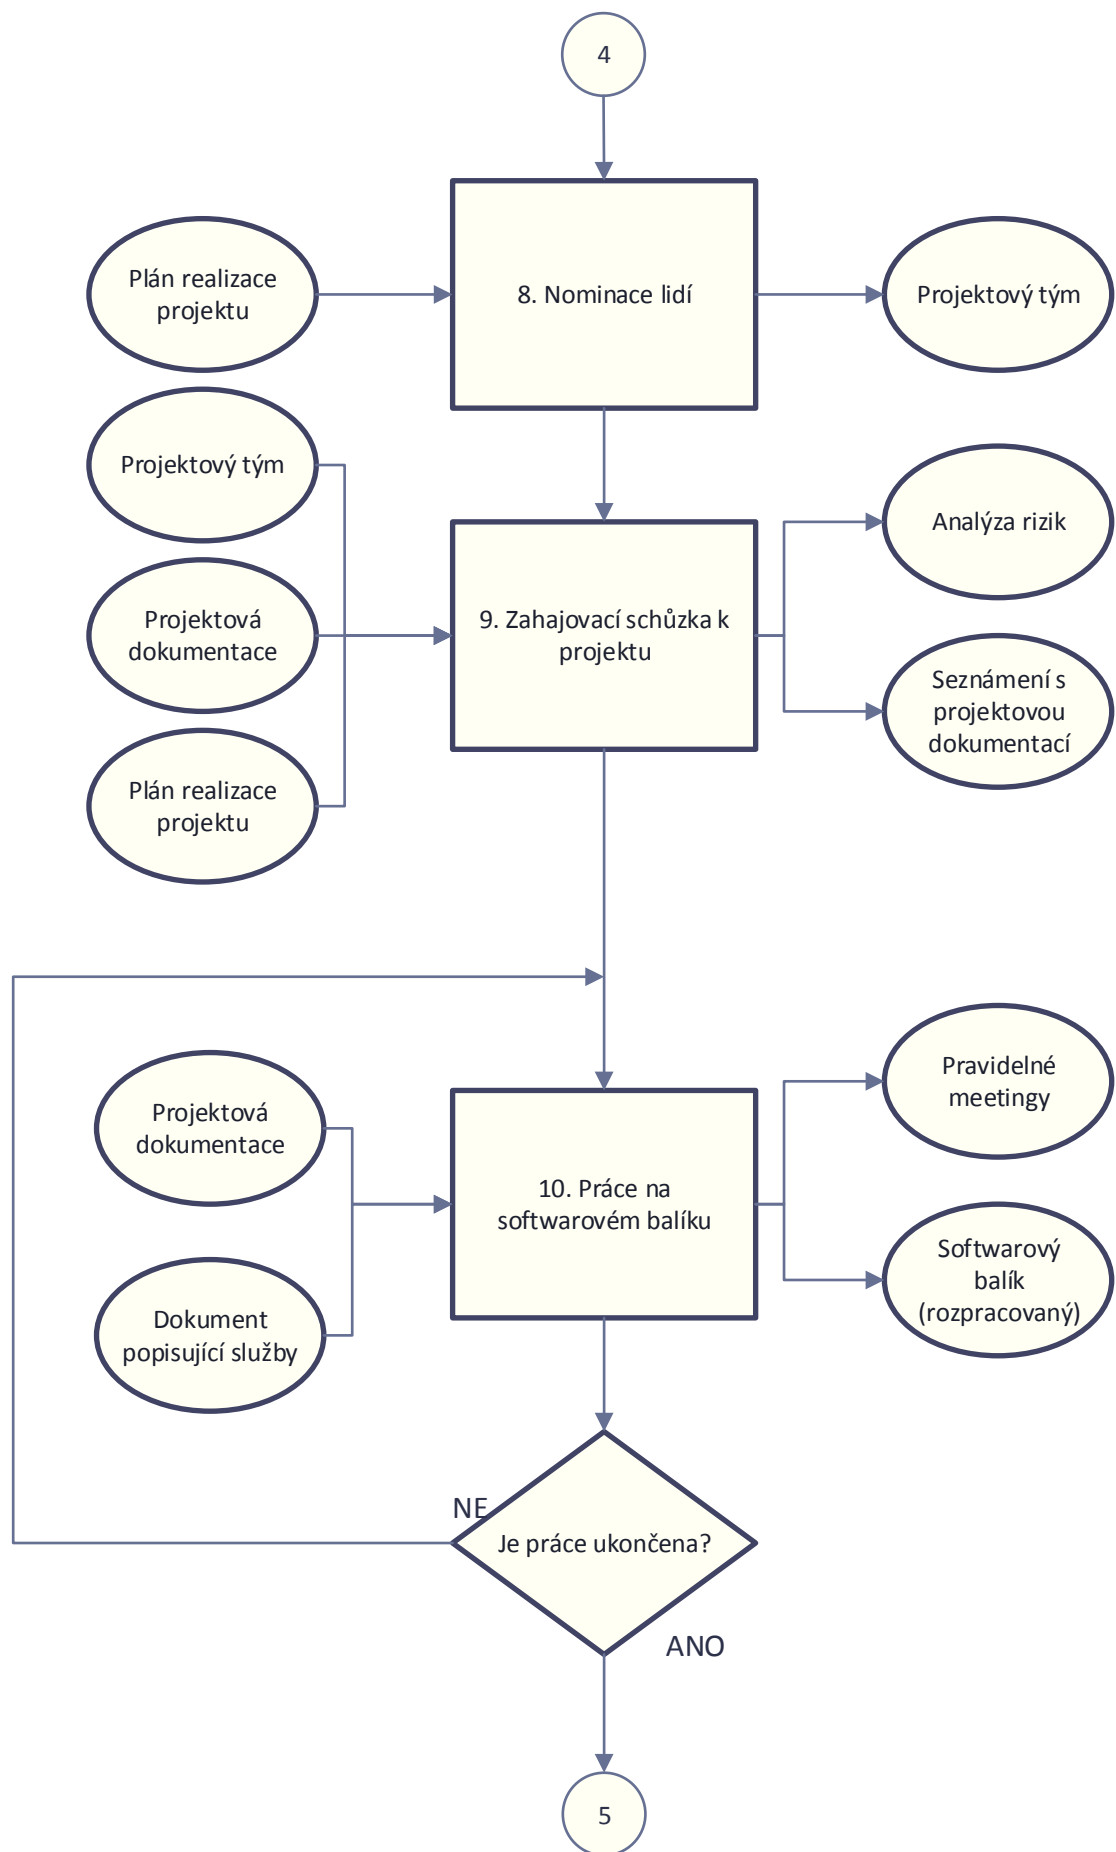 4
Plán realizace
projektu
8. Nominace lidí
Projektový tým
Projektový tým
Projektová
dokumentace
Plán realizace
projektu
9. Zahajovací schůzka k
projektu
Analýza rizik
Seznámení s
projektovou
dokumentací
Projektová
dokumentace
Dokument
popisující služby
10. Práce na
softwarovém balíku
Pravidelné
meetingy
Softwarový
balík
(rozpracovaný)
NE
Je práce ukončena?
ANO
5